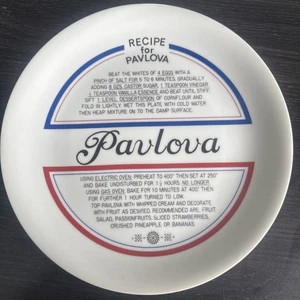 RECIPE
for
PAVLOVA
BEAT THE WHITES OF 4 EGGS WITH A
PINCH OF SALT FOR 5 TO 6 MINUTES, GRADUALLY
ADDING 8 OZS. CASTOR SUGAR, 1 TEASPOON VINEGAR
½ TEASPOON VANILLA ESSENCE AND BEAT UNTIL STIFF.
SIFT 1 LEVEL DESSERTSPOON OF CORNFLOUR AND
FOLD IN LIGHTLY. WET THIS PLATE WITH COLD WATER
THEN HEAP MIXTURE ON TO THE DAMP SURFACE.
Pavlova
USING ELECTRIC OVEN: PREHEAT TO 400° THEN SET AT 250°
AND BAKE UNDISTURBED FOR 1½ HOURS NO LONGER.
USING GAS OVEN: BAKE FOR 10 MINUTES AT 400° THEN
FOR FURTHER 1 HOUR TURNED TO LOW.
TOP PAVLOVA WITH WHIPPED CREAM AND DECORATE
WITH FRUIT AS DESIRED. RECOMMENDED ARE: FRUIT
SALAD, PASSIONFRUITS, SLICED STRAWBERRIES,
CRUSHED PINEAPPLE, OR BANANAS.